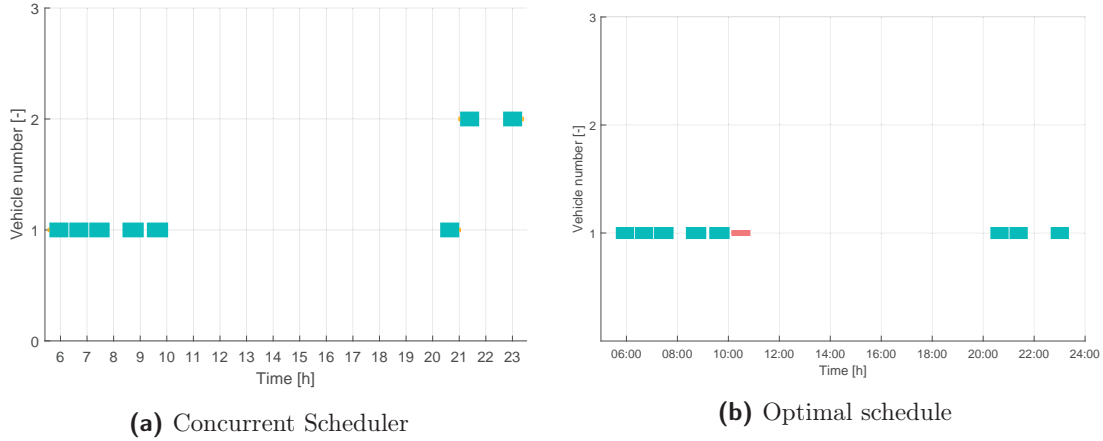 3
2
1
0
Vehicle number [-]
6 7 8 9 10 11 12 13 14 15 16 17 18 19 20 21 22 23
Time [h]
(a) Concurrent Scheduler
3
2
1
Vehicle number [-]
06:00 08:00 10:00 12:00 14:00 16:00 18:00 20:00 22:00 24:00
Time [h]
(b) Optimal schedule